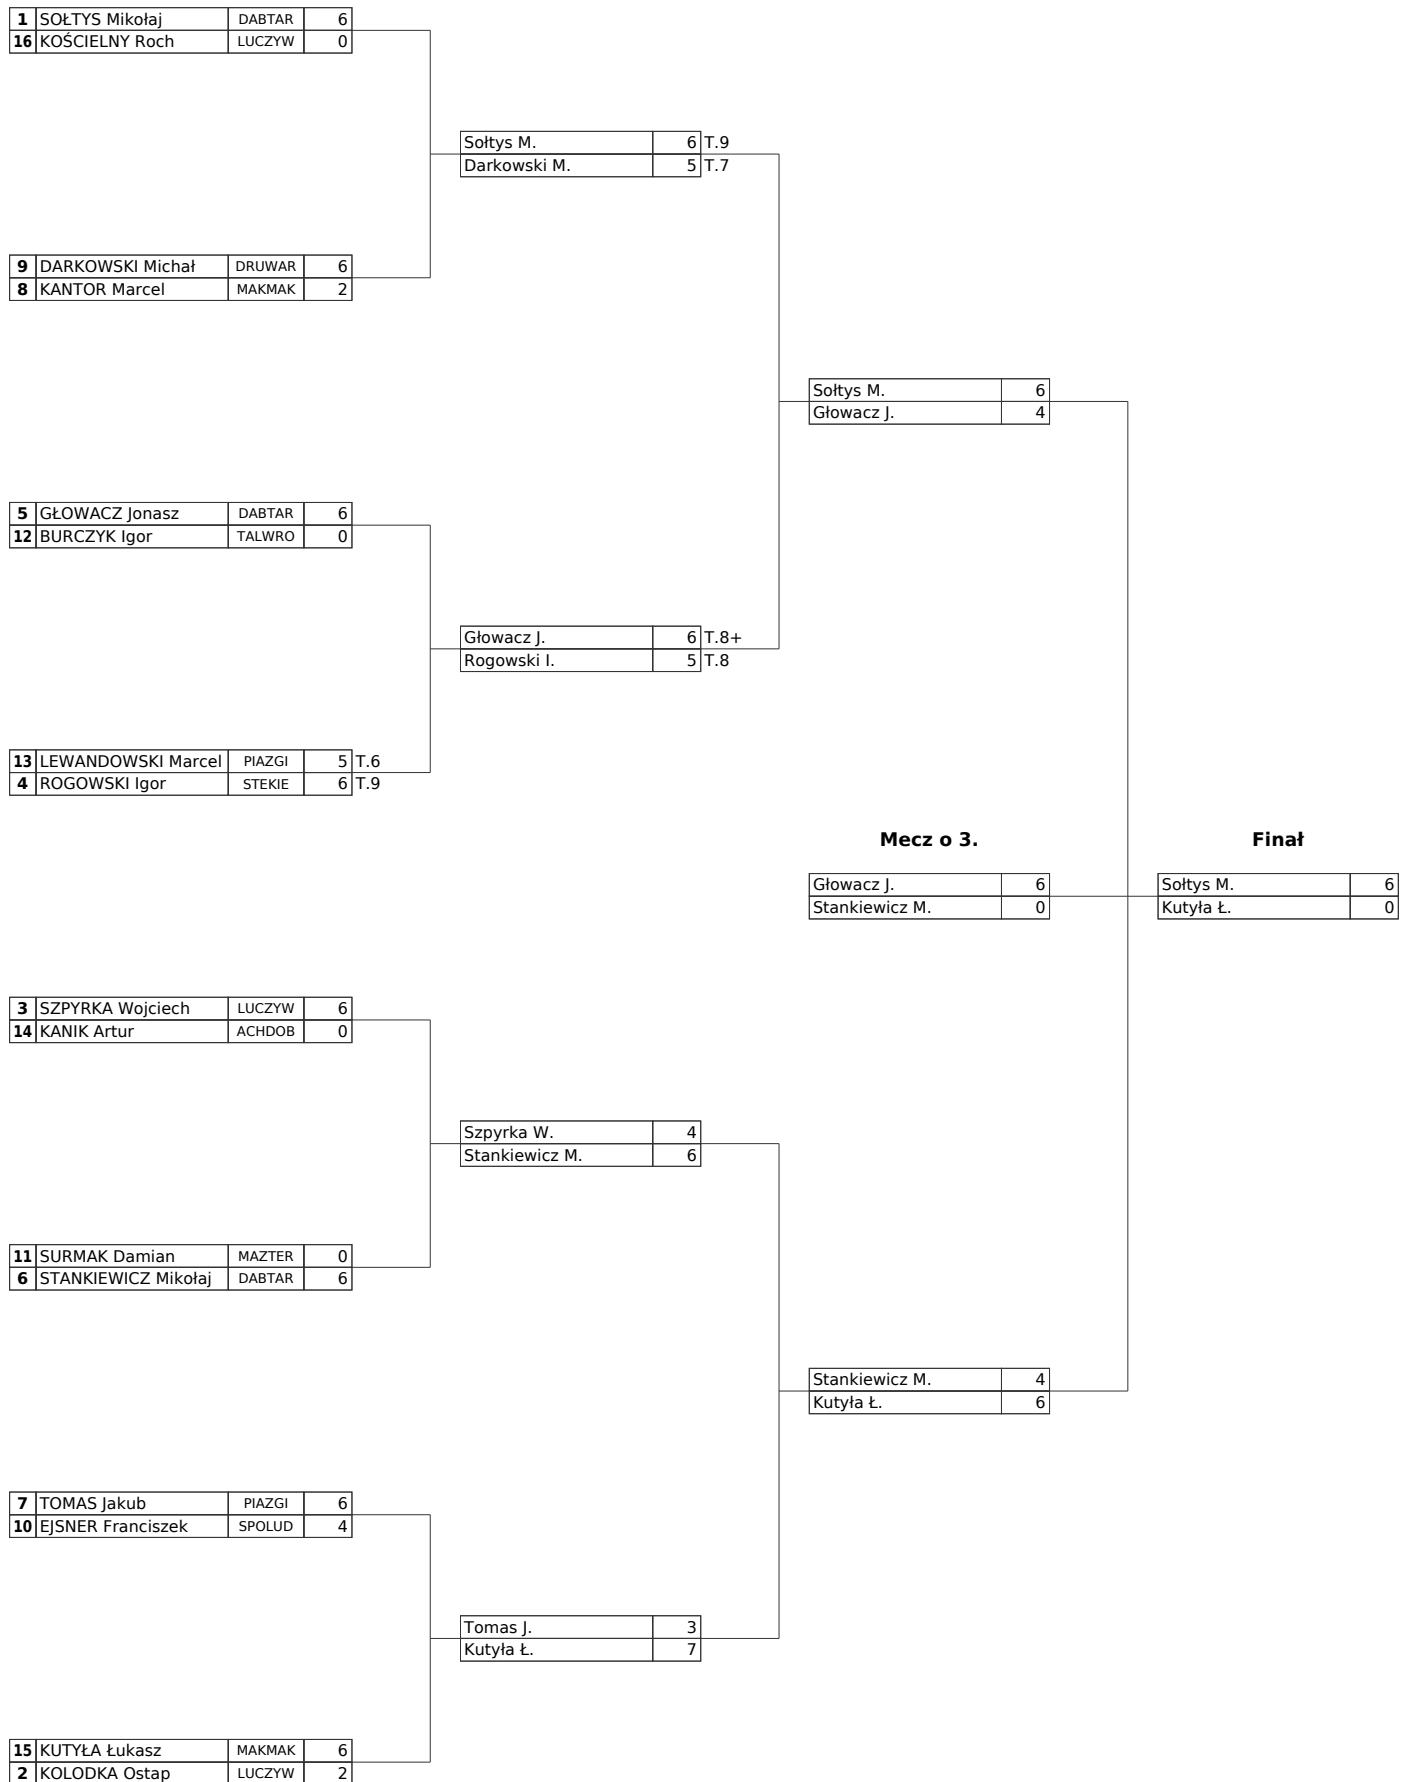 1 SOŁTYS Mikołaj DABTAR 6
16 KOŚCIELNY Roch LUCZYW 0
Sołtys M. 6 T.9
Darkowski M. 5 T.7
9 DARKOWSKI Michał DRUWAR 6
8 KANTOR Marcel MAKMAK 2
Sołtys M. 6
Głowacz J. 4
5 GŁOWACZ Jonasz DABTAR 6
12 BURCZYK Igor TALWRO 0
Głowacz J. 6 T.8+
Rogowski I. 5 T.8
13 LEWANDOWSKI Marcel PIAZGI 5 T.6
4 ROGOWSKI Igor STEKIE 6 T.9
Mecz o 3. Finał
Głowacz J. 6 Sołtys M. 6
Stankiewicz M. 0 Kutyła Ł. 0
3 SZPYRKA Wojciech LUCZYW 6
14 KANIK Artur ACHDOB 0
Szpyrka W. 4
Stankiewicz M. 6
11 SURMAK Damian MAZTER 0
6 STANKIEWICZ Mikołaj DABTAR 6
Stankiewicz M. 4
Kutyła Ł. 6
7 TOMAS Jakub PIAZGI 6
10 EJSNER Franciszek SPOLUD 4
Tomas J. 3
Kutyła Ł. 7
15 KUTYŁA Łukasz MAKMAK 6
2 KOLODKA Ostap LUCZYW 2